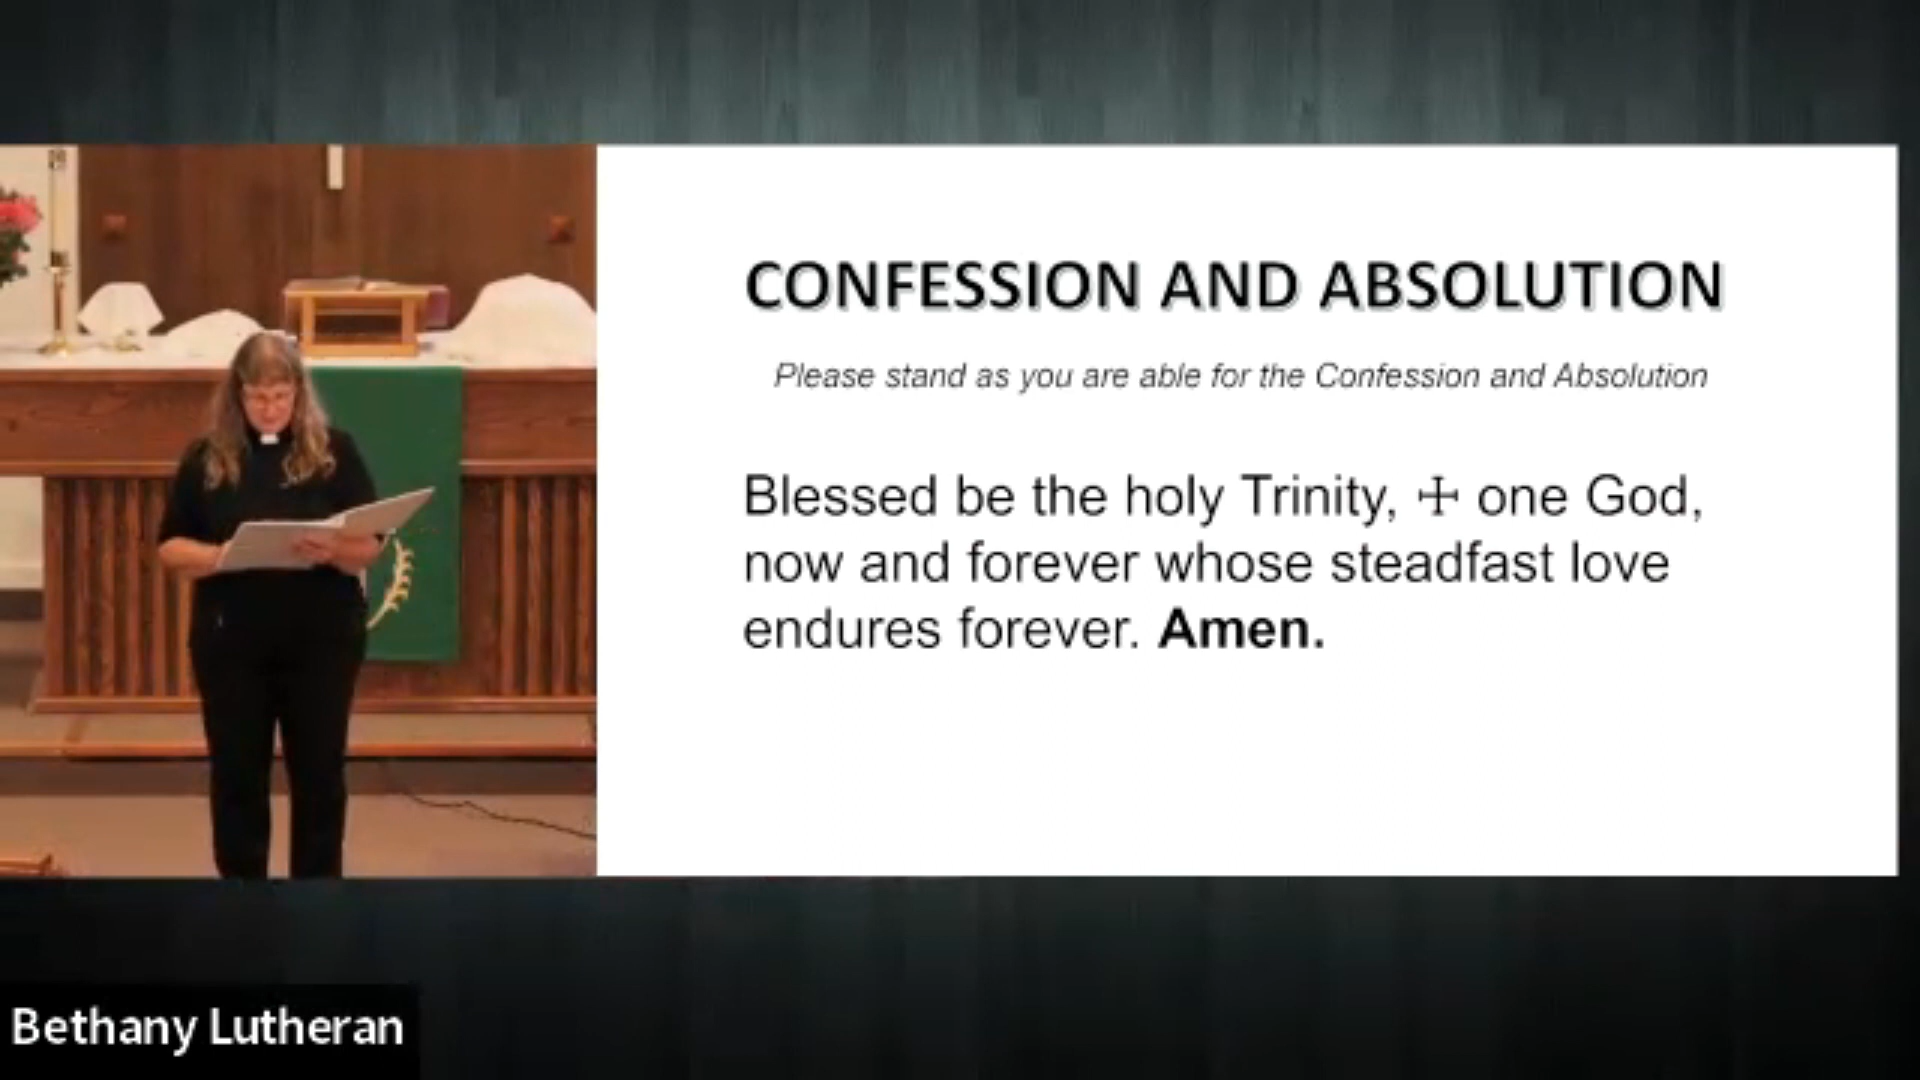 CONFESSION AND ABSOLUTION
Please stand as you are able for the Confession and Absolution
Blessed be the holy Trinity, ☩ one God,
now and forever whose steadfast love
endures forever. Amen.
Bethany Lutheran